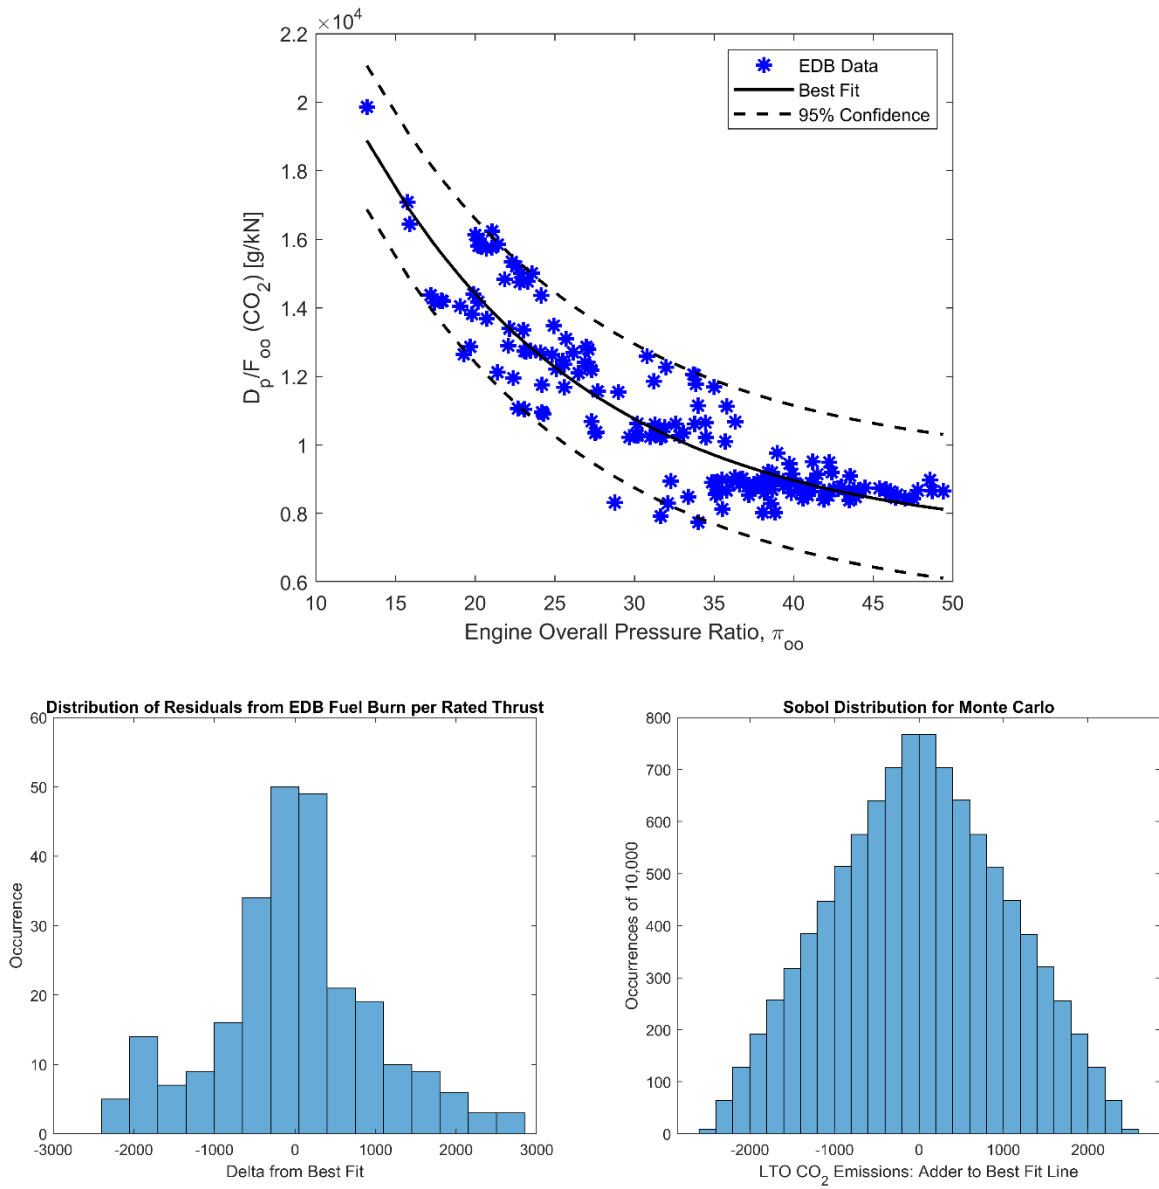 ×10⁴
2.2
2
1.8
1.6
1.4
1.2
1
0.8
0.6
10 15 20 25 30 35 40 45 50
D_p/F_oo (CO_2) [g/kN]
Engine Overall Pressure Ratio, π_oo
EDB Data
Best Fit
95% Confidence
Distribution of Residuals from EDB Fuel Burn per Rated Thrust
60
50
40
30
20
10
0
-3000 -2000 -1000 0 1000 2000 3000
Occurrence
Delta from Best Fit
Sobol Distribution for Monte Carlo
800
700
600
500
400
300
200
100
0
-2000 -1000 0 1000 2000
Occurrences of 10,000
LTO CO_2 Emissions: Adder to Best Fit Line